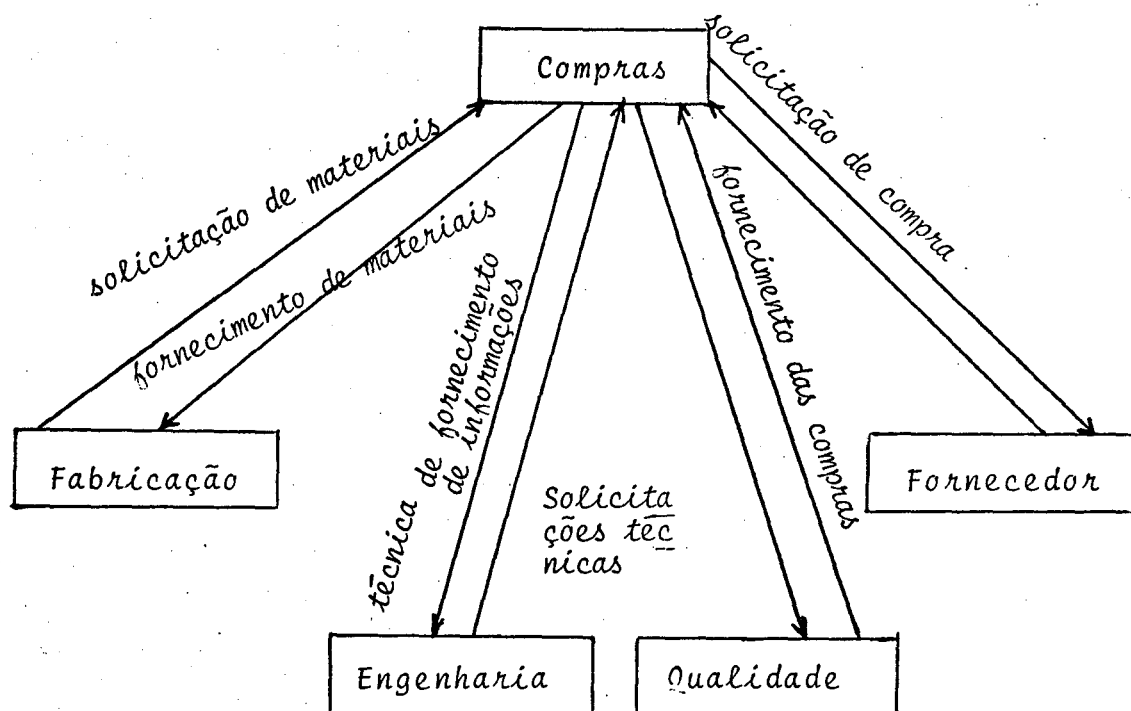 Compras
solicitação de compra
solicitação de materiais
fornecimento de materiais
técnica de fornecimento
de informações
fornecimento das compras
Fabricação
Fornecedor
Solicita
ções téc
nicas
Engenharia
Qualidade